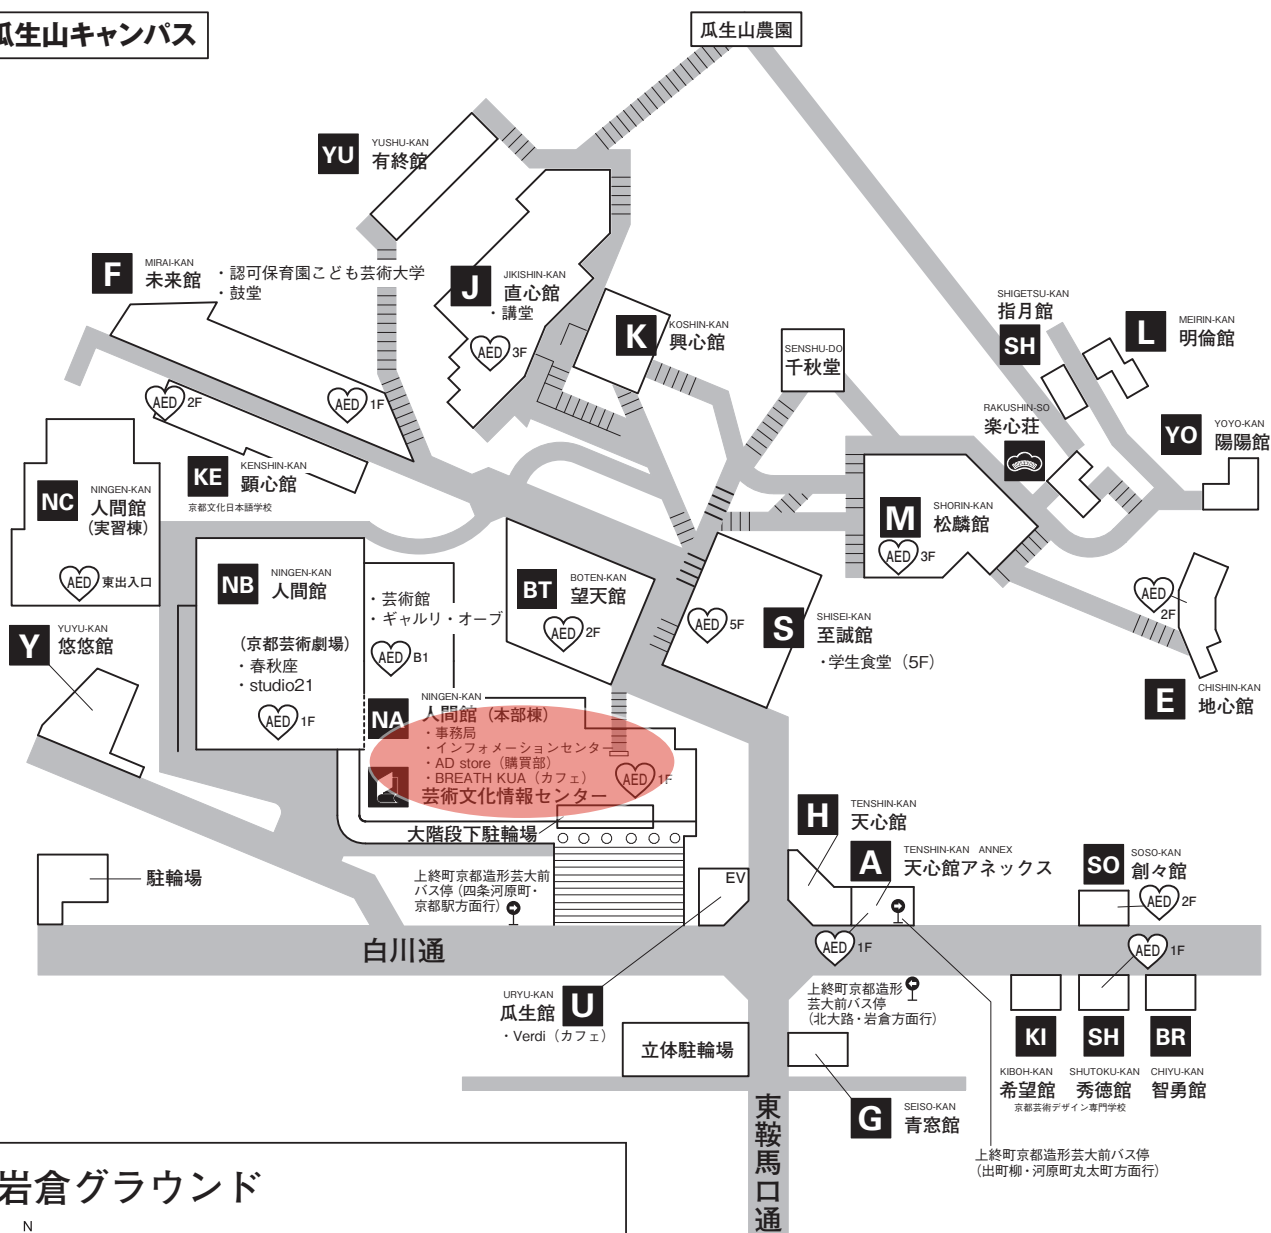 瓜生山キャンパス
瓜生山農園
YU
YUSHU-KAN
有終館
F
MIRAI-KAN
未来館
・認可保育園こども芸術大学
・鼓堂
J
JIKISHIN-KAN
直心館
・講堂
AED 3F
K
KOSHIN-KAN
興心館
SENSHU-DO
千秋堂
SHIGETSU-KAN
指月館
SH
L
MEIRIN-KAN
明倫館
RAKUSHIN-SO
楽心荘
YO
YOYO-KAN
陽陽館
AED 2F
AED 1F
KE
KENSHIN-KAN
顕心館
京都文化日本語学校
NC
NINGEN-KAN
人間館
(実習棟)
AED 東出入口
M
SHORIN-KAN
松麟館
AED 3F
NB
NINGEN-KAN
人間館
(京都芸術劇場)
・春秋座
・studio21
AED 1F
・芸術館
・ギャルリ・オーブ
AED B1
BT
BOTEN-KAN
望天館
AED 2F
AED 5F
S
SHISEI-KAN
至誠館
・学生食堂（5F）
AED
2F
E
CHISHIN-KAN
地心館
Y
YUYU-KAN
悠悠館
NA
NINGEN-KAN
人間館（本部棟）
・事務局
・インフォメーションセンター
・AD store（購買部）
・BREATH KUA（カフェ）
芸術文化情報センター
AED 1F
大階段下駐輪場
駐輪場
上終町京都造形芸大前
バス停（四条河原町・
京都駅方面行）
EV
H
TENSHIN-KAN
天心館
A
TENSHIN-KAN ANNEX
天心館アネックス
SO
SOSO-KAN
創々館
AED 2F
白川通
AED 1F
AED 1F
URYU-KAN
瓜生館
U
・Verdi（カフェ）
上終町京都造形
芸大前バス停
（北大路・岩倉方面行）
立体駐輪場
KI
SH
BR
KIBOH-KAN
希望館
SHUTOKU-KAN
秀徳館
CHIYU-KAN
智勇館
京都芸術デザイン専門学校
G
SEISO-KAN
青窓館
東鞍馬口通
上終町京都造形芸大前バス停
（出町柳・河原町丸太町方面行）
岩倉グラウンド
N